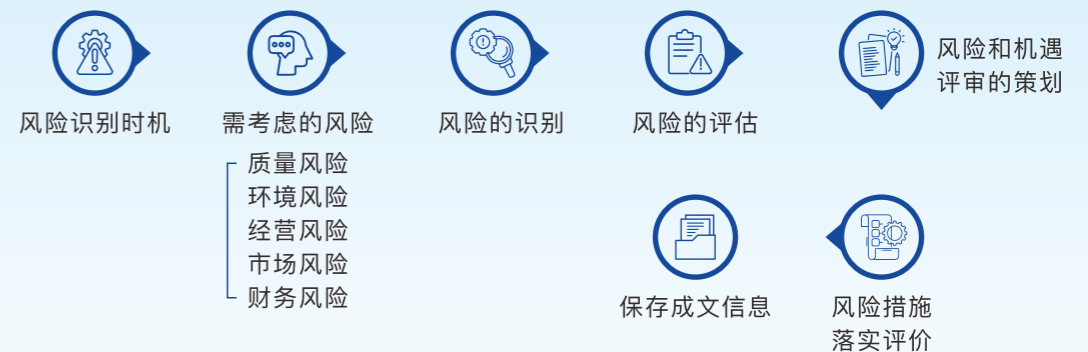 风险识别时机
需考虑的风险
质量风险
环境风险
经营风险
市场风险
财务风险
风险的识别
风险的评估
风险和机遇
评审的策划
风险措施
落实评价
保存成文信息